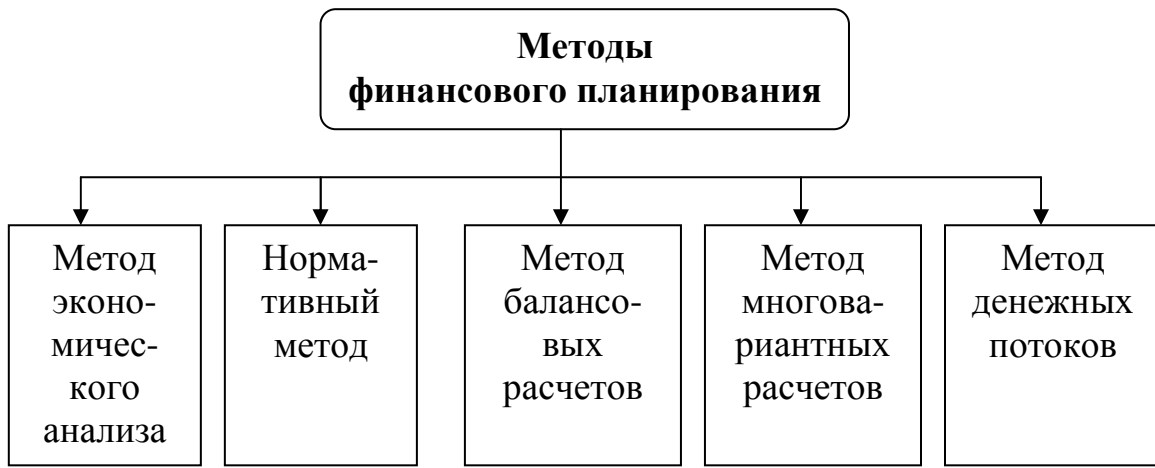 Методы
финансового планирования
Метод
эконо-
мичес-
кого
анализа
Норма-
тивный
метод
Метод
балансо-
вых
расчетов
Метод
многова-
риантных
расчетов
Метод
денежных
потоков